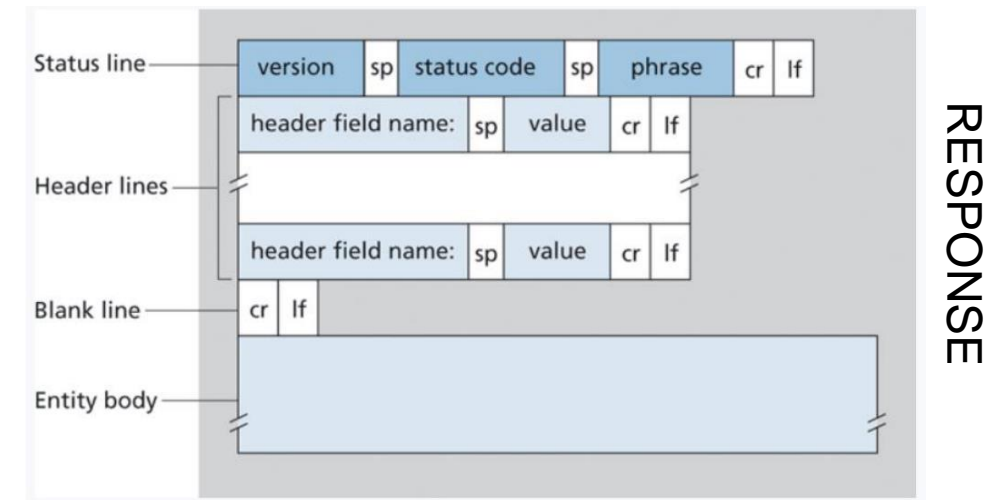 Status line version sp status code sp phrase cr lf
header field name: sp value cr lf
Header lines
header field name: sp value cr lf
Blank line cr lf
Entity body
RESPONSE